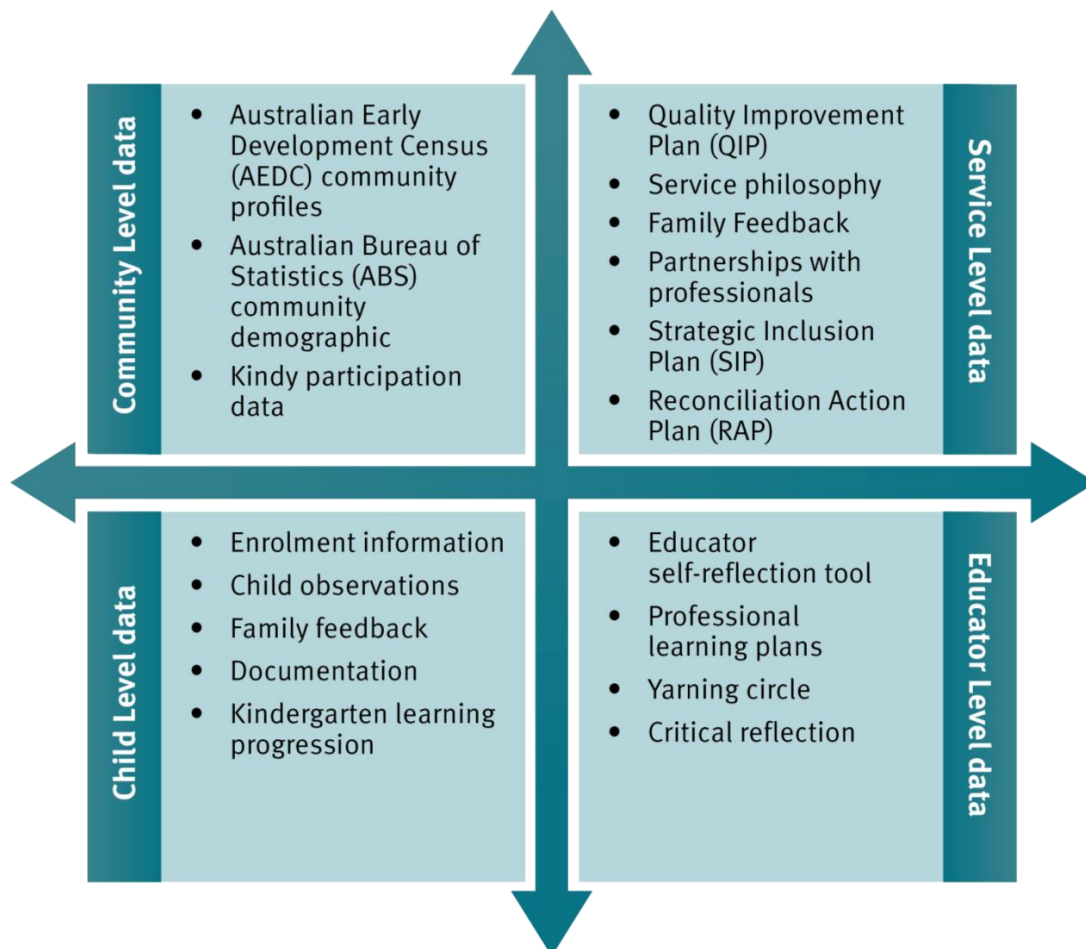 Community Level data
• Australian Early
Development Census
(AEDC) community
profiles
• Australian Bureau of
Statistics (ABS)
community
demographic
• Kindy participation
data
Service Level data
• Quality Improvement
Plan (QIP)
• Service philosophy
• Family Feedback
• Partnerships with
professionals
• Strategic Inclusion
Plan (SIP)
• Reconciliation Action
Plan (RAP)
Child Level data
• Enrolment information
• Child observations
• Family feedback
• Documentation
• Kindergarten learning
progression
Educator Level data
• Educator
self-reflection tool
• Professional
learning plans
• Yarning circle
• Critical reflection